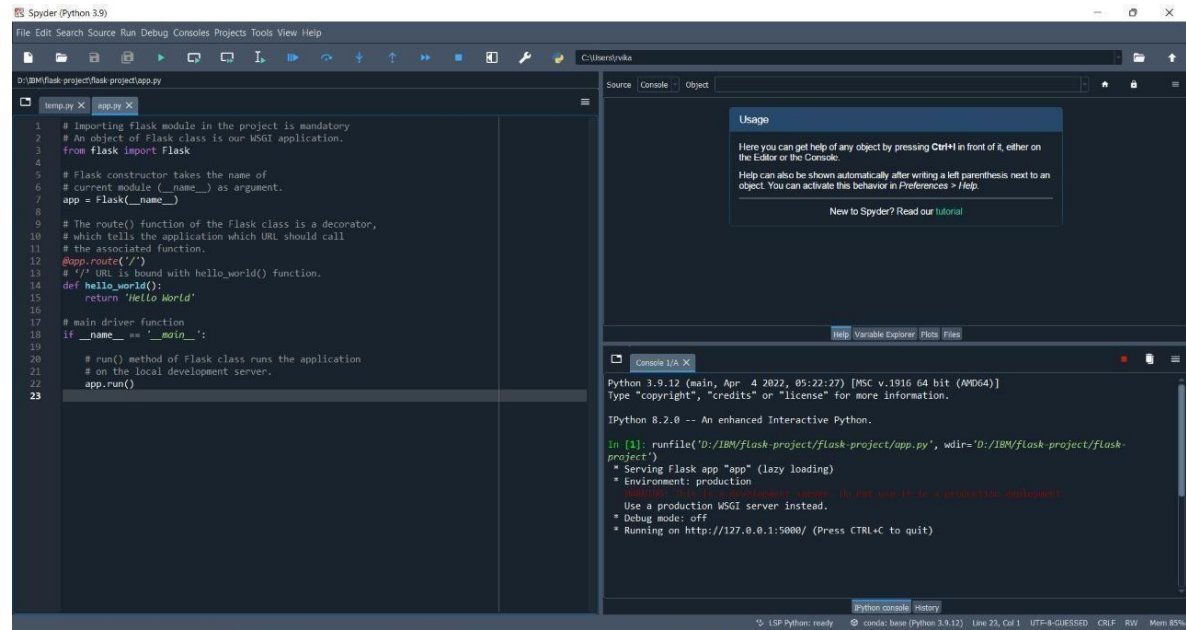 Spyder (Python 3.9)
File Edit Search Source Run Debug Consoles Projects Tools View Help
C:\Users\rvika
D:\IBM\flask-project\flask-project\app.py
temp.py X app.py X
1 # Importing flask module in the project is mandatory
2 # An object of Flask class is our WSGI application.
3 from flask import Flask
4
5 # Flask constructor takes the name of
6 # current module (__name__) as argument.
7 app = Flask(__name__)
8
9 # The route() function of the Flask class is a decorator,
10 # which tells the application which URL should call
11 # the associated function.
12 @app.route('/')
13 # ‘/’ URL is bound with hello_world() function.
14 def hello_world():
15     return 'Hello World'
16
17 # main driver function
18 if __name__ == '__main__':
19
20     # run() method of Flask class runs the application
21     # on the local development server.
22     app.run()
23
Source Console Object
Usage
Here you can get help of any object by pressing Ctrl+I in front of it, either on
the Editor or the Console.
Help can also be shown automatically after writing a left parenthesis next to an
object. You can activate this behavior in Preferences > Help.
New to Spyder? Read our tutorial
Help Variable Explorer Plots Files
Console 1/A X
Python 3.9.12 (main, Apr  4 2022, 05:22:27) [MSC v.1916 64 bit (AMD64)]
Type "copyright", "credits" or "license" for more information.
IPython 8.2.0 -- An enhanced Interactive Python.
In [1]: runfile('D:/IBM/flask-project/flask-project/app.py', wdir='D:/IBM/flask-project/flask-
project')
 * Serving Flask app "app" (lazy loading)
 * Environment: production
   WARNING: This is a development server. Do not use it in a production deployment.
   Use a production WSGI server instead.
 * Debug mode: off
 * Running on http://127.0.0.1:5000/ (Press CTRL+C to quit)
IPython console History
LSP Python: ready conda: base (Python 3.9.12) Line 23, Col 1 UTF-8-GUESSED CRLF RW Mem 85%